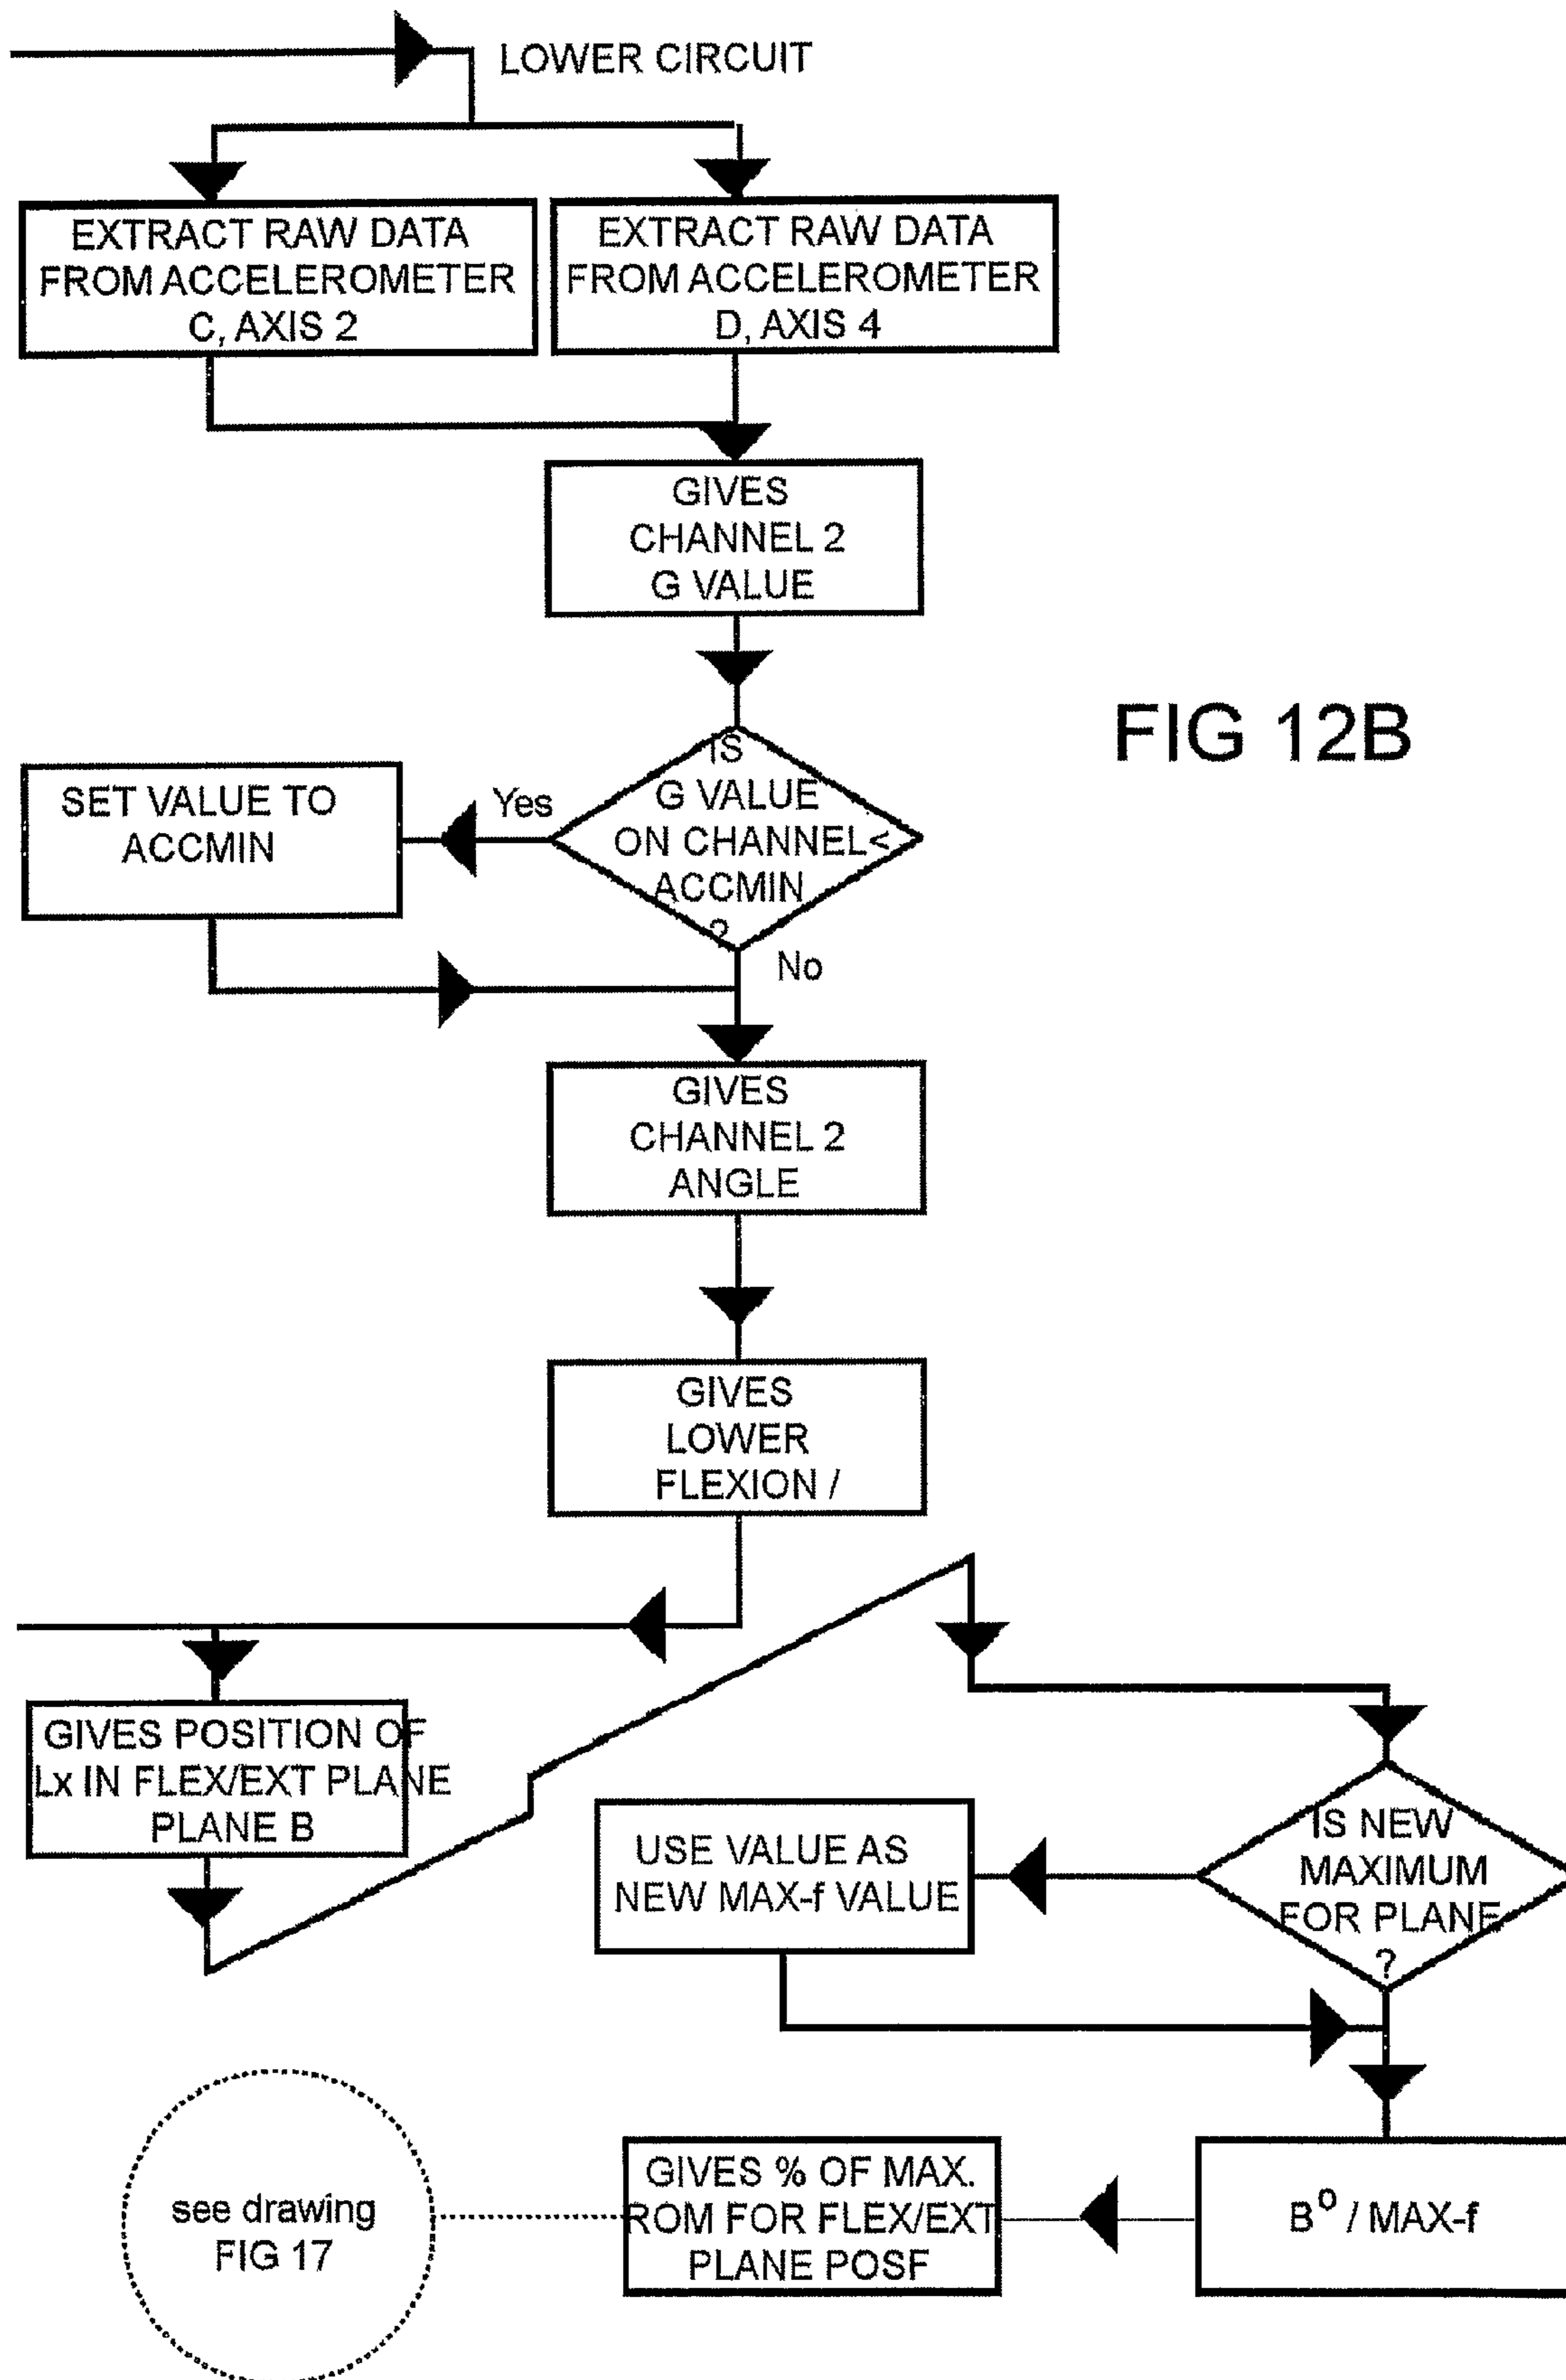 LOWER CIRCUIT
EXTRACT RAW DATA
FROM ACCELEROMETER
C, AXIS 2
EXTRACT RAW DATA
FROM ACCELEROMETER
D, AXIS 4
GIVES
CHANNEL 2
G VALUE
FIG 12B
IS
G VALUE
ON CHANNEL<
ACCMIN
?
Yes
SET VALUE TO
ACCMIN
No
GIVES
CHANNEL 2
ANGLE
GIVES
LOWER
FLEXION /
GIVES POSITION OF
Lx IN FLEX/EXT PLANE
PLANE B
IS NEW
MAXIMUM
FOR PLANE
?
USE VALUE AS
NEW MAX-f VALUE
B° / MAX-f
GIVES % OF MAX.
ROM FOR FLEX/EXT
PLANE POSF
see drawing
FIG 17